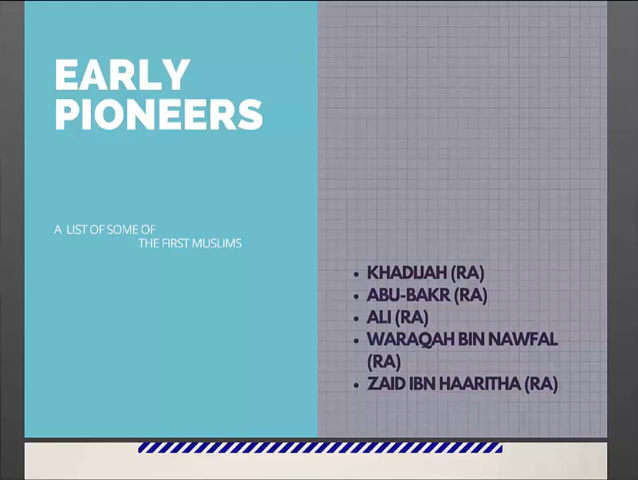 EARLY
PIONEERS
A LIST OF SOME OF
THE FIRST MUSLIMS
• KHADIJAH (RA)
• ABU-BAKR (RA)
• ALI (RA)
• WARAQAH BIN NAWFAL
(RA)
• ZAID IBN HAARITHA (RA)